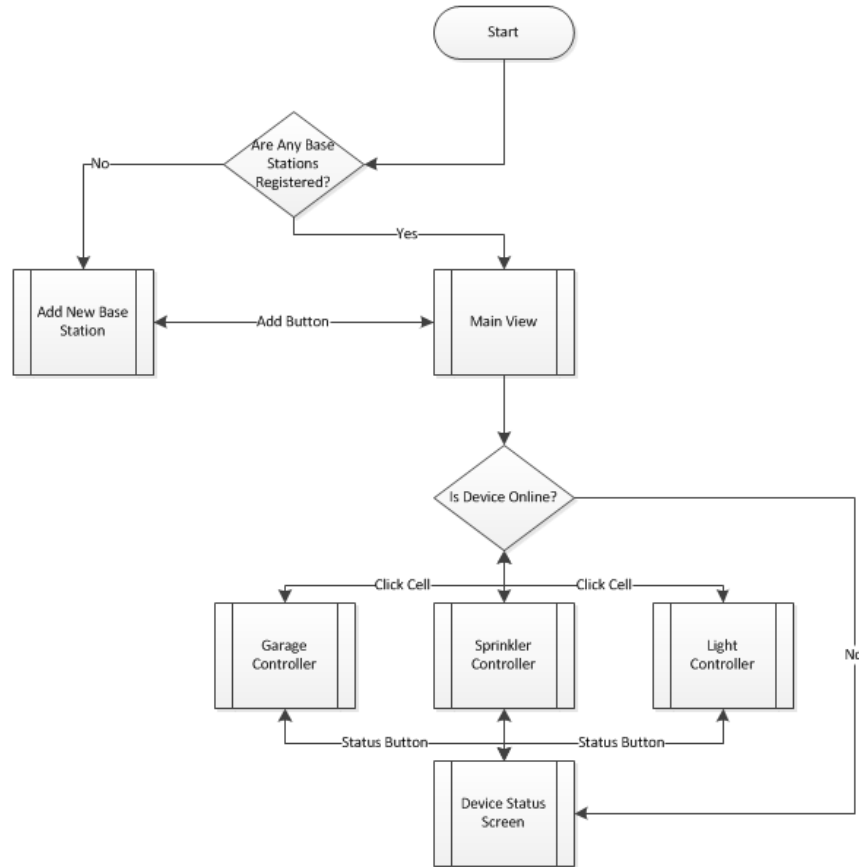 Start
Are Any Base
Stations
Registered?
No
Yes
Add New Base
Station
Add Button
Main View
Is Device Online?
Click Cell
Click Cell
Garage
Controller
Sprinkler
Controller
Light
Controller
No
Status Button
Status Button
Device Status
Screen